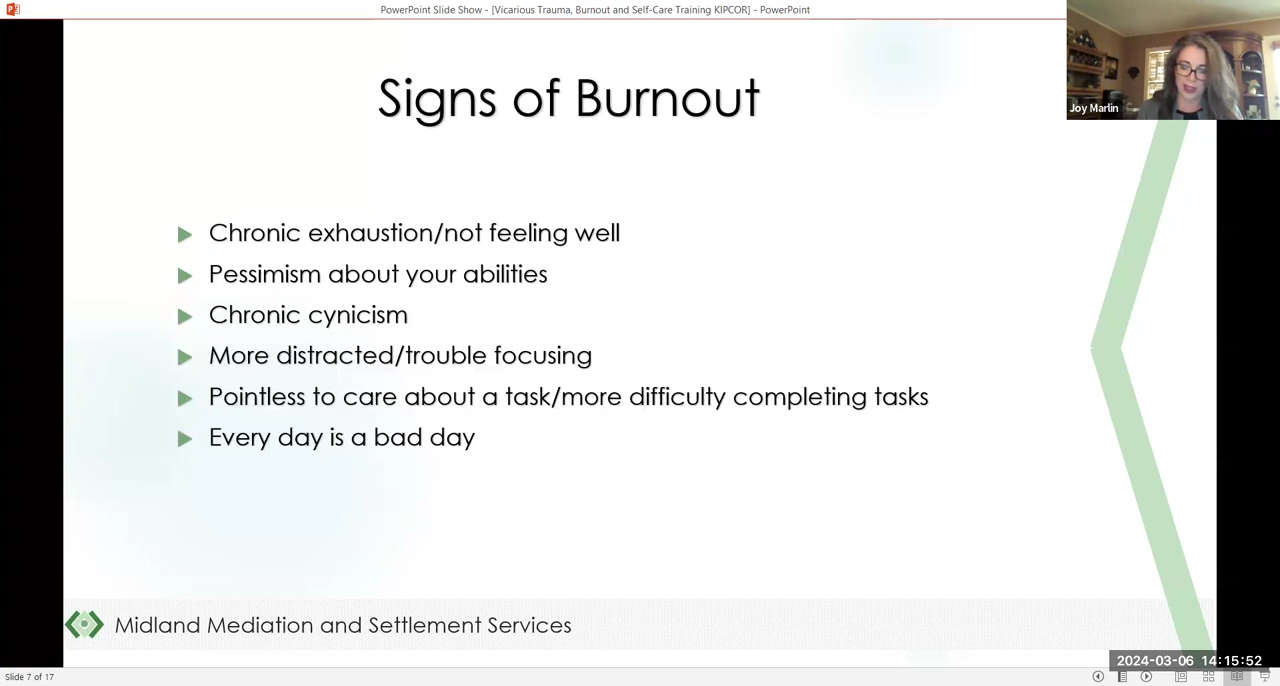 PowerPoint Slide Show - [Vicarious Trauma, Burnout and Self-Care Training KIPCOR] - PowerPoint
Joy Marlin
Signs of Burnout
Chronic exhaustion/not feeling well
Pessimism about your abilities
Chronic cynicism
More distracted/trouble focusing
Pointless to care about a task/more difficulty completing tasks
Every day is a bad day
Midland Mediation and Settlement Services
2024-03-06 14:15:52
Slide 7 of 17